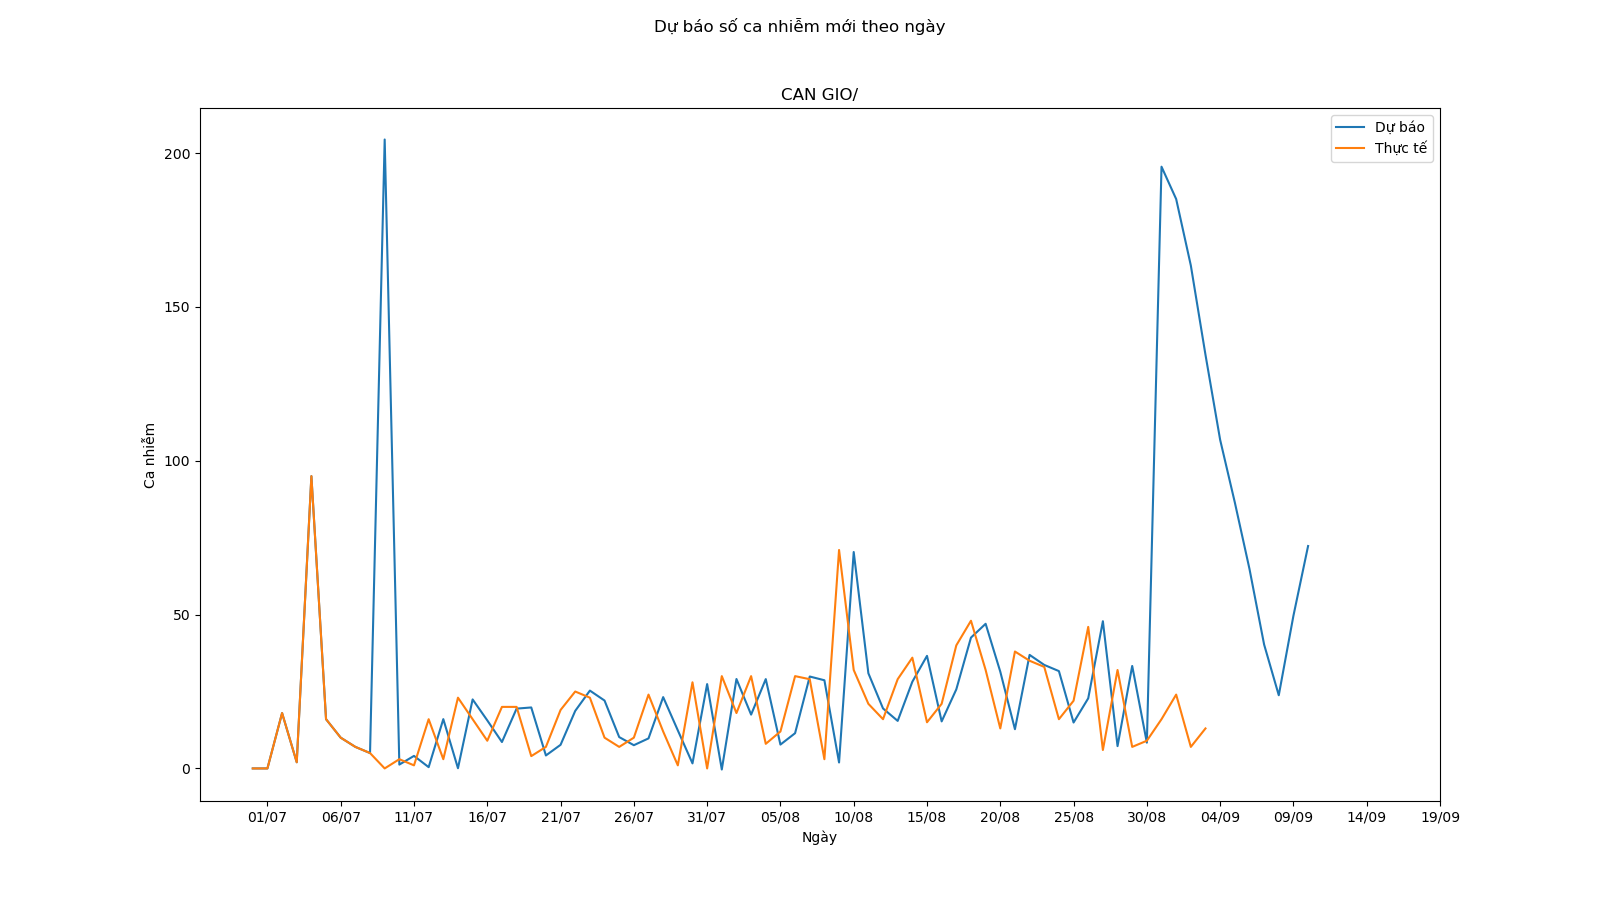 Dự báo số ca nhiễm mới theo ngày
CAN GIO/
Dự báo
Thực tế
200
150
100
50
0
Ca nhiễm
01/07 06/07 11/07 16/07 21/07 26/07 31/07 05/08 10/08 15/08 20/08 25/08 30/08 04/09 09/09 14/09 19/09
Ngày